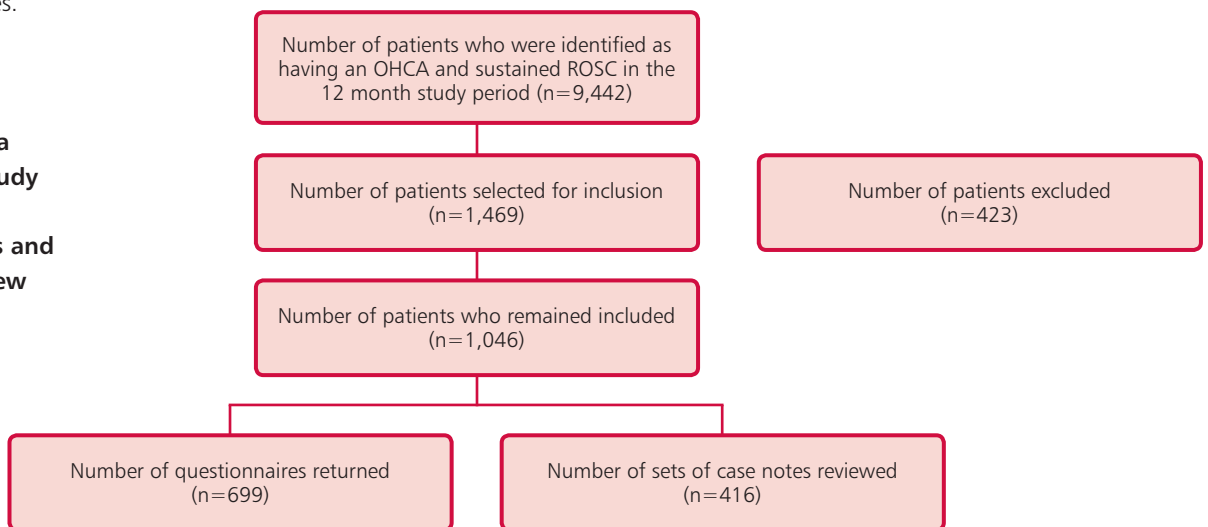 es.
a
udy
s and
ew
Number of patients who were identified as
having an OHCA and sustained ROSC in the
12 month study period (n=9,442)
Number of patients selected for inclusion
(n=1,469)
Number of patients excluded
(n=423)
Number of patients who remained included
(n=1,046)
Number of questionnaires returned
(n=699)
Number of sets of case notes reviewed
(n=416)